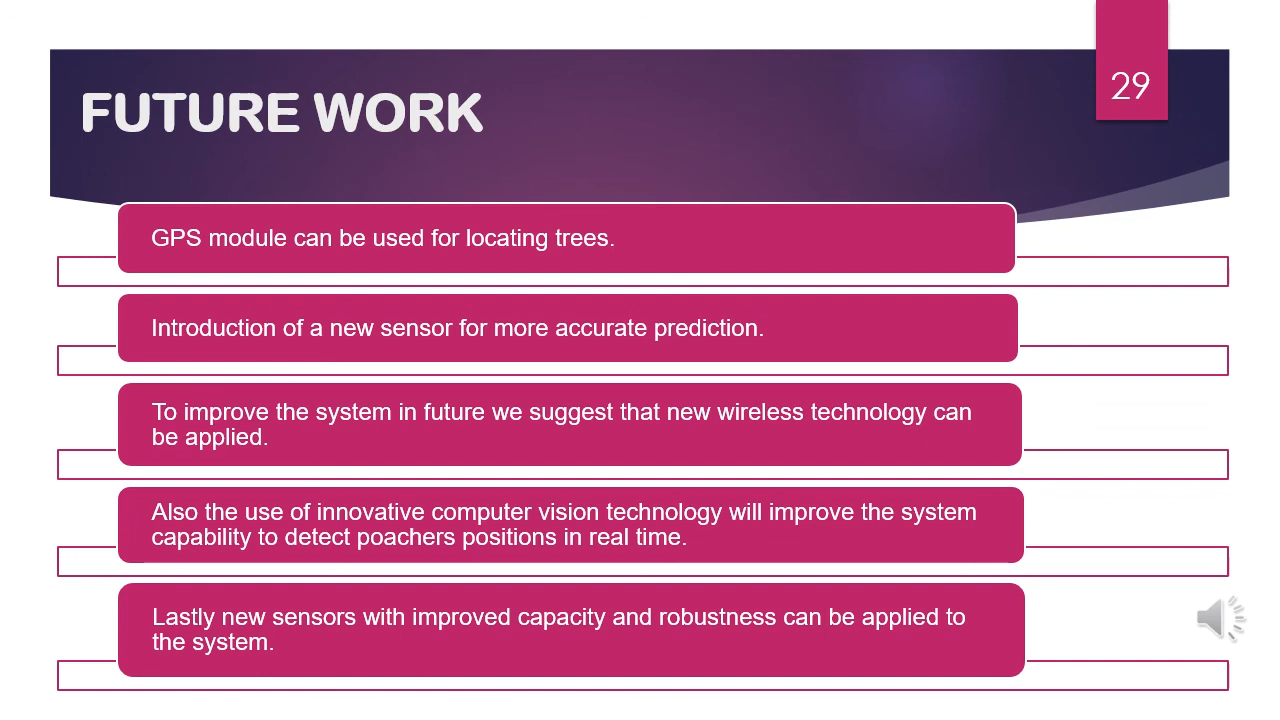 29
FUTURE WORK
GPS module can be used for locating trees.
Introduction of a new sensor for more accurate prediction.
To improve the system in future we suggest that new wireless technology can
be applied.
Also the use of innovative computer vision technology will improve the system
capability to detect poachers positions in real time.
Lastly new sensors with improved capacity and robustness can be applied to
the system.